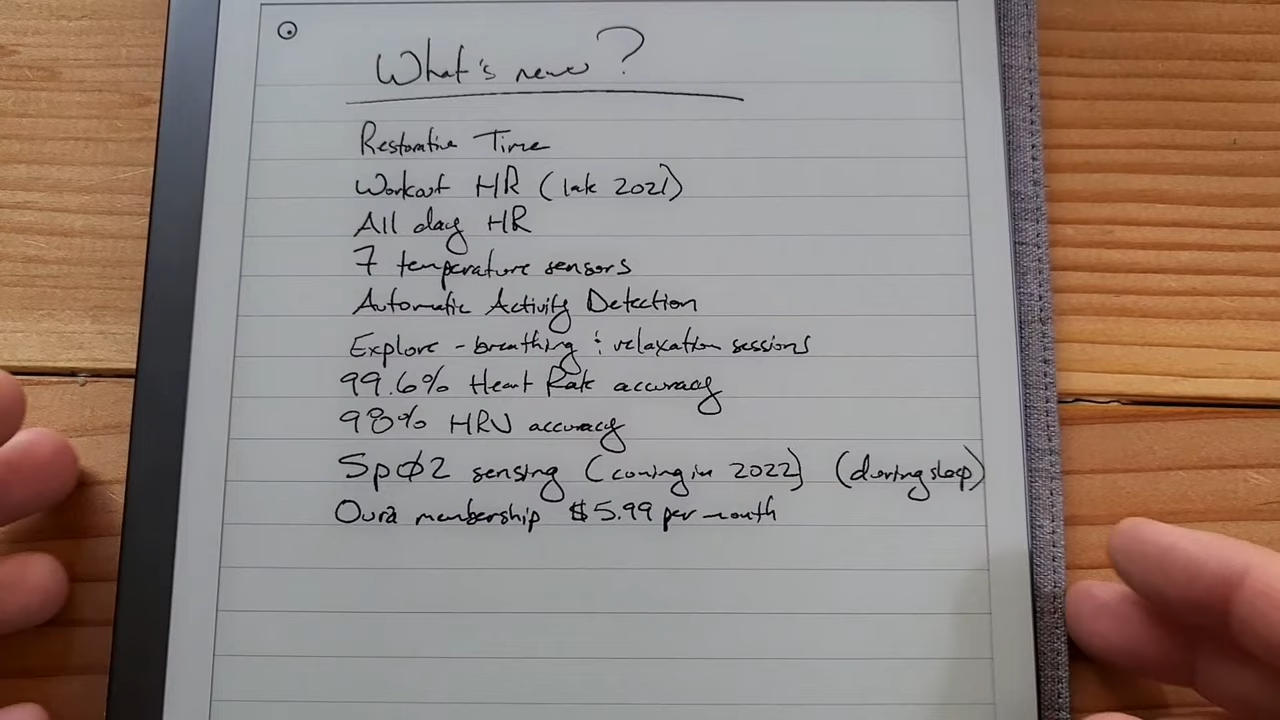 What's new?
Restorative Time
Workout HR (late 2021)
All day HR
7 temperature sensors
Automatic Activity Detection
Explore - breathing & relaxation sessions
99.6% Heart Rate accuracy
98% HRV accuracy
SpO2 sensing (coming in 2022) (during sleep)
Oura membership $5.99 per month